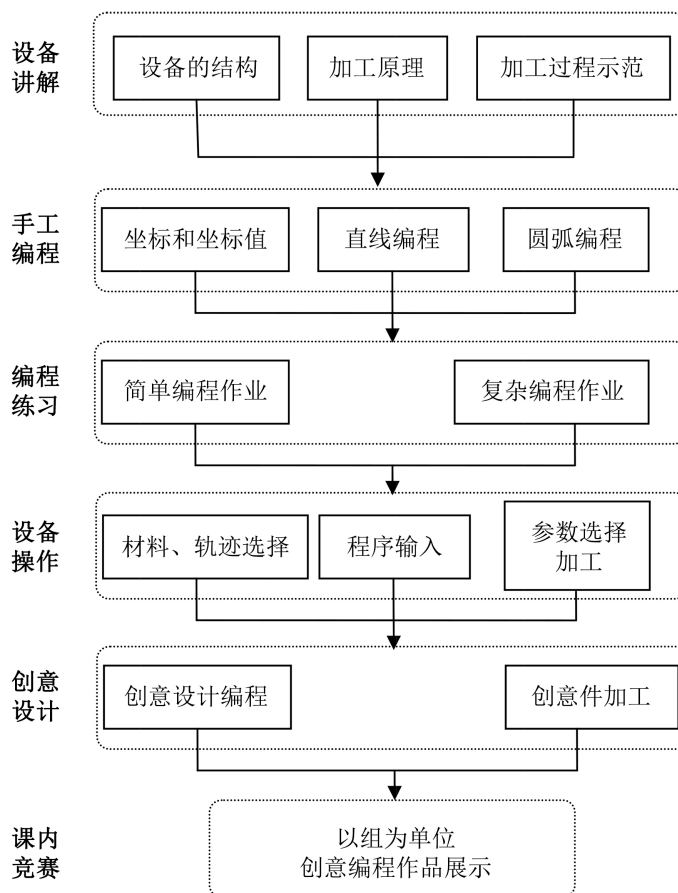 设备
讲解
设备的结构
加工原理
加工过程示范
手工
编程
坐标和坐标值
直线编程
圆弧编程
编程
练习
简单编程作业
复杂编程作业
设备
操作
材料、轨迹选择
程序输入
参数选择
加工
创意
设计
创意设计编程
创意件加工
课内
竞赛
以组为单位
创意编程作品展示